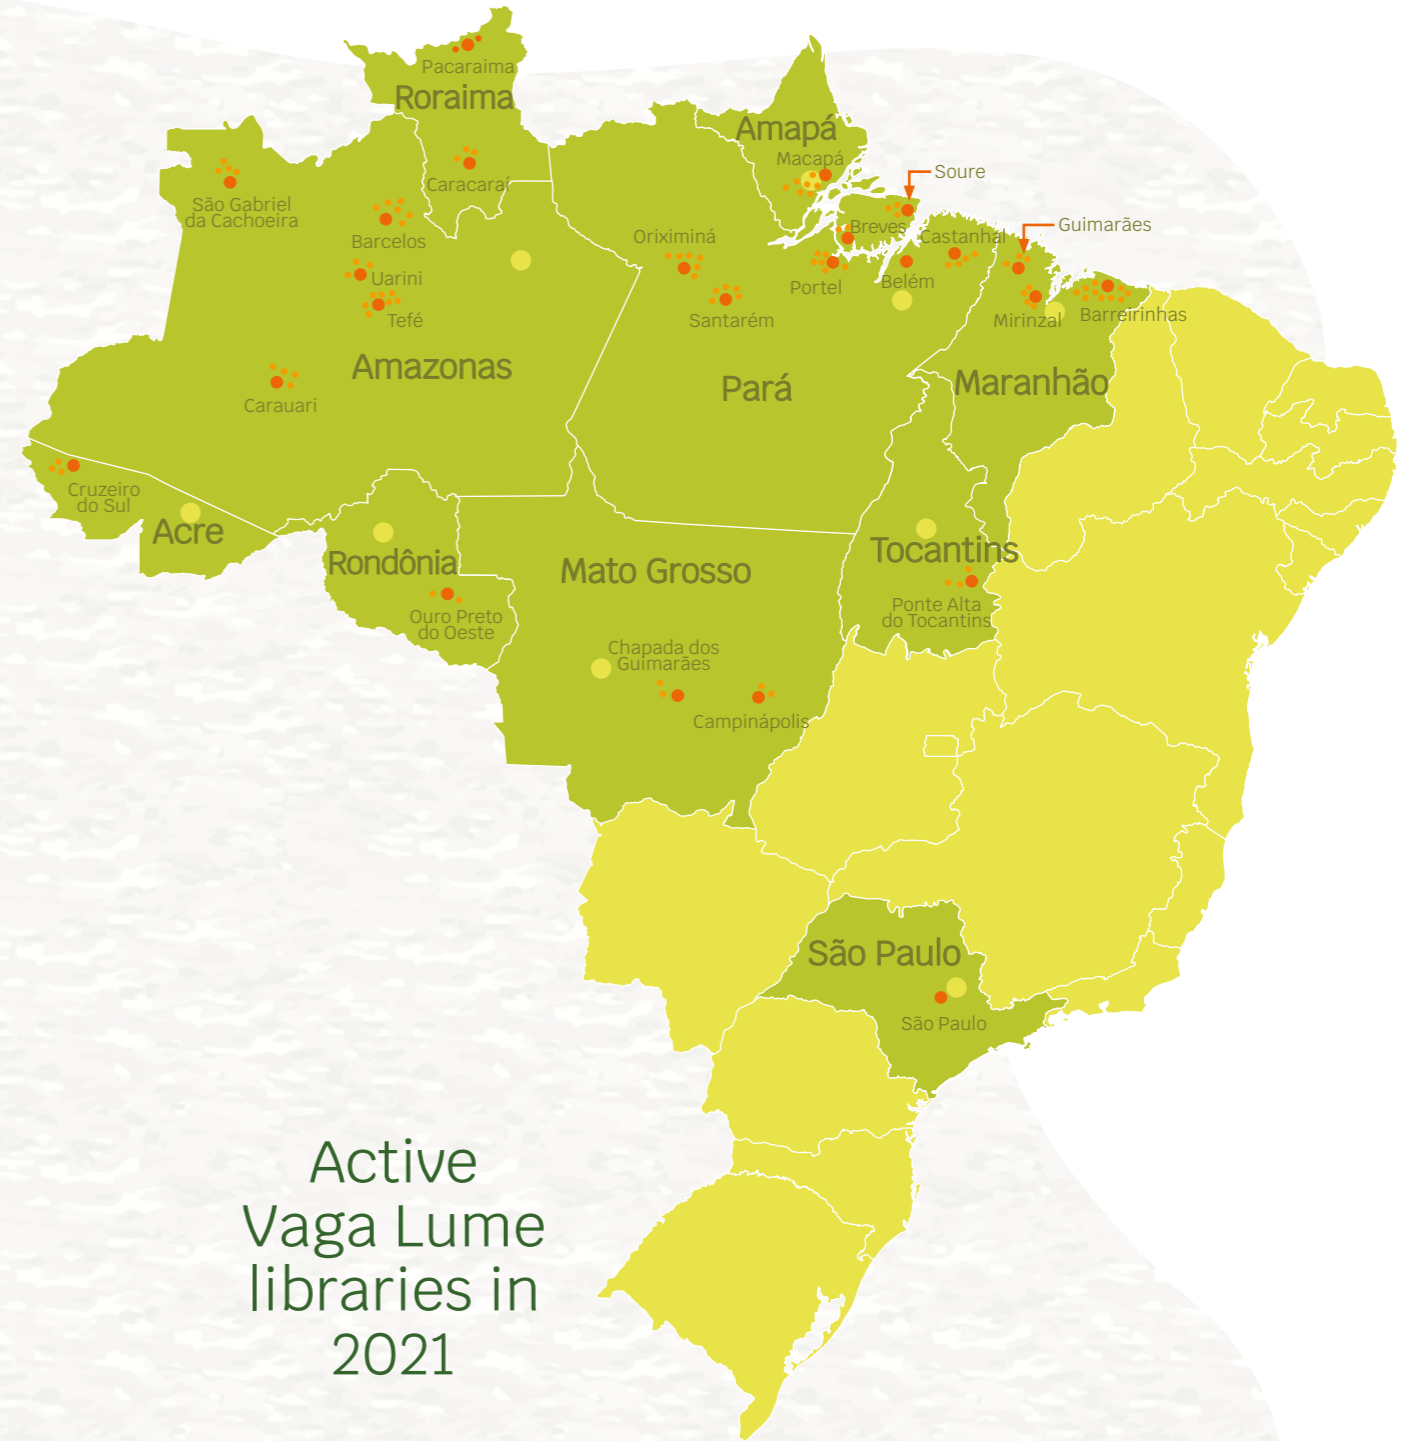 Pacaraima
Roraima
Caracaraí
São Gabriel
da Cachoeira
Barcelos
Uarini
Tefé
Carauari
Amazonas
Amapá
Macapá
Soure
Guimarães
Breves
Castanhal
Oriximiná
Portel
Belém
Santarém
Mirinzal
Barreirinhas
Pará
Maranhão
Cruzeiro
do Sul
Acre
Rondônia
Ouro Preto
do Oeste
Mato Grosso
Chapada dos
Guimarães
Campinápolis
Tocantins
Ponte Alta
do Tocantins
São Paulo
São Paulo
Active
Vaga Lume
libraries in
2021